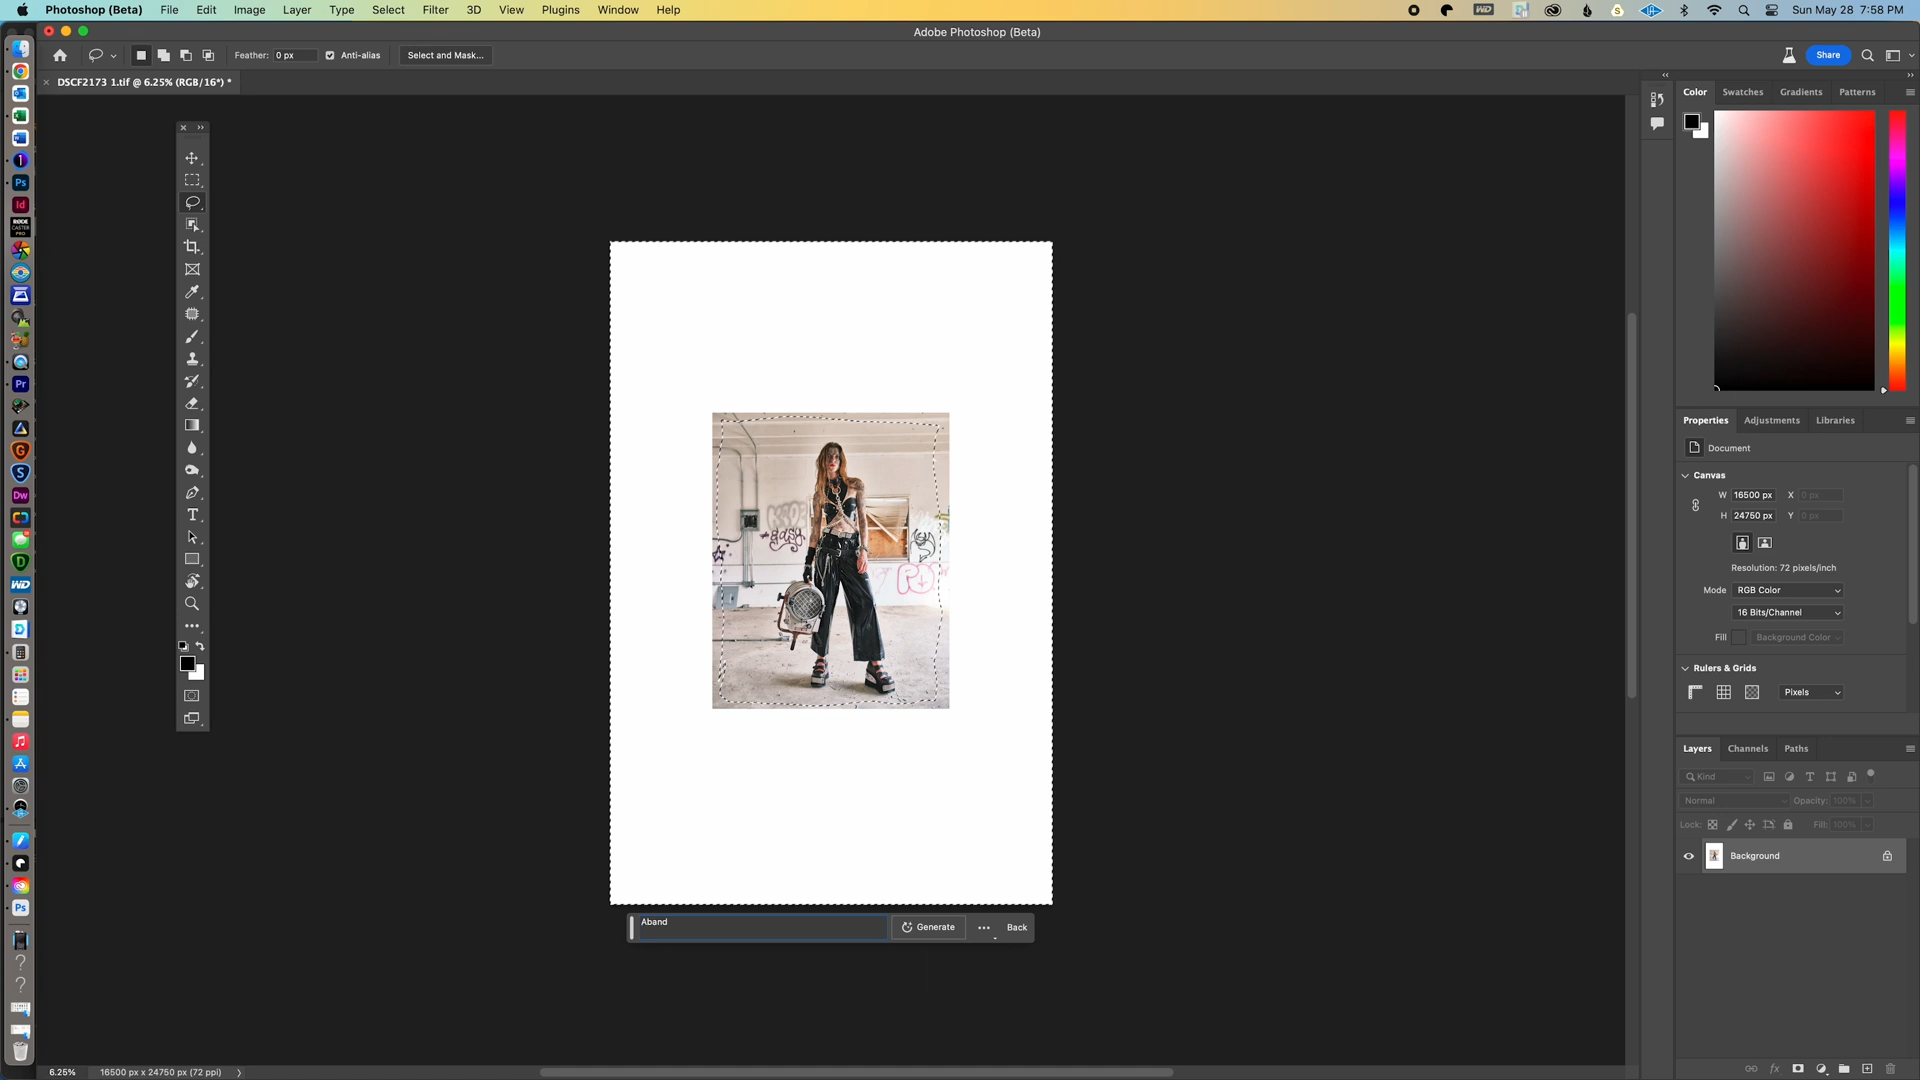 Photoshop (Beta) File Edit Image Layer Type Select Filter 3D View Plugins Window Help
Sun May 28 7:58 PM
Adobe Photoshop (Beta)
Feather: 0 px Anti-alias Select and Mask... Share
DSCF2173 1.tif @ 6.25% (RGB/16*) *
Color Swatches Gradients Patterns
Properties Adjustments Libraries
Document
Canvas
W 16500 px X 0 px
H 24750 px Y 0 px
Resolution: 72 pixels/inch
Mode RGB Color
16 Bits/Channel
Fill Background Color
Rulers & Grids
Pixels
Layers Channels Paths
Kind
Normal Opacity: 100%
Lock: Fill: 100%
Background
Aband
Generate ... Back
6.25% 16500 px x 24750 px (72 ppi)